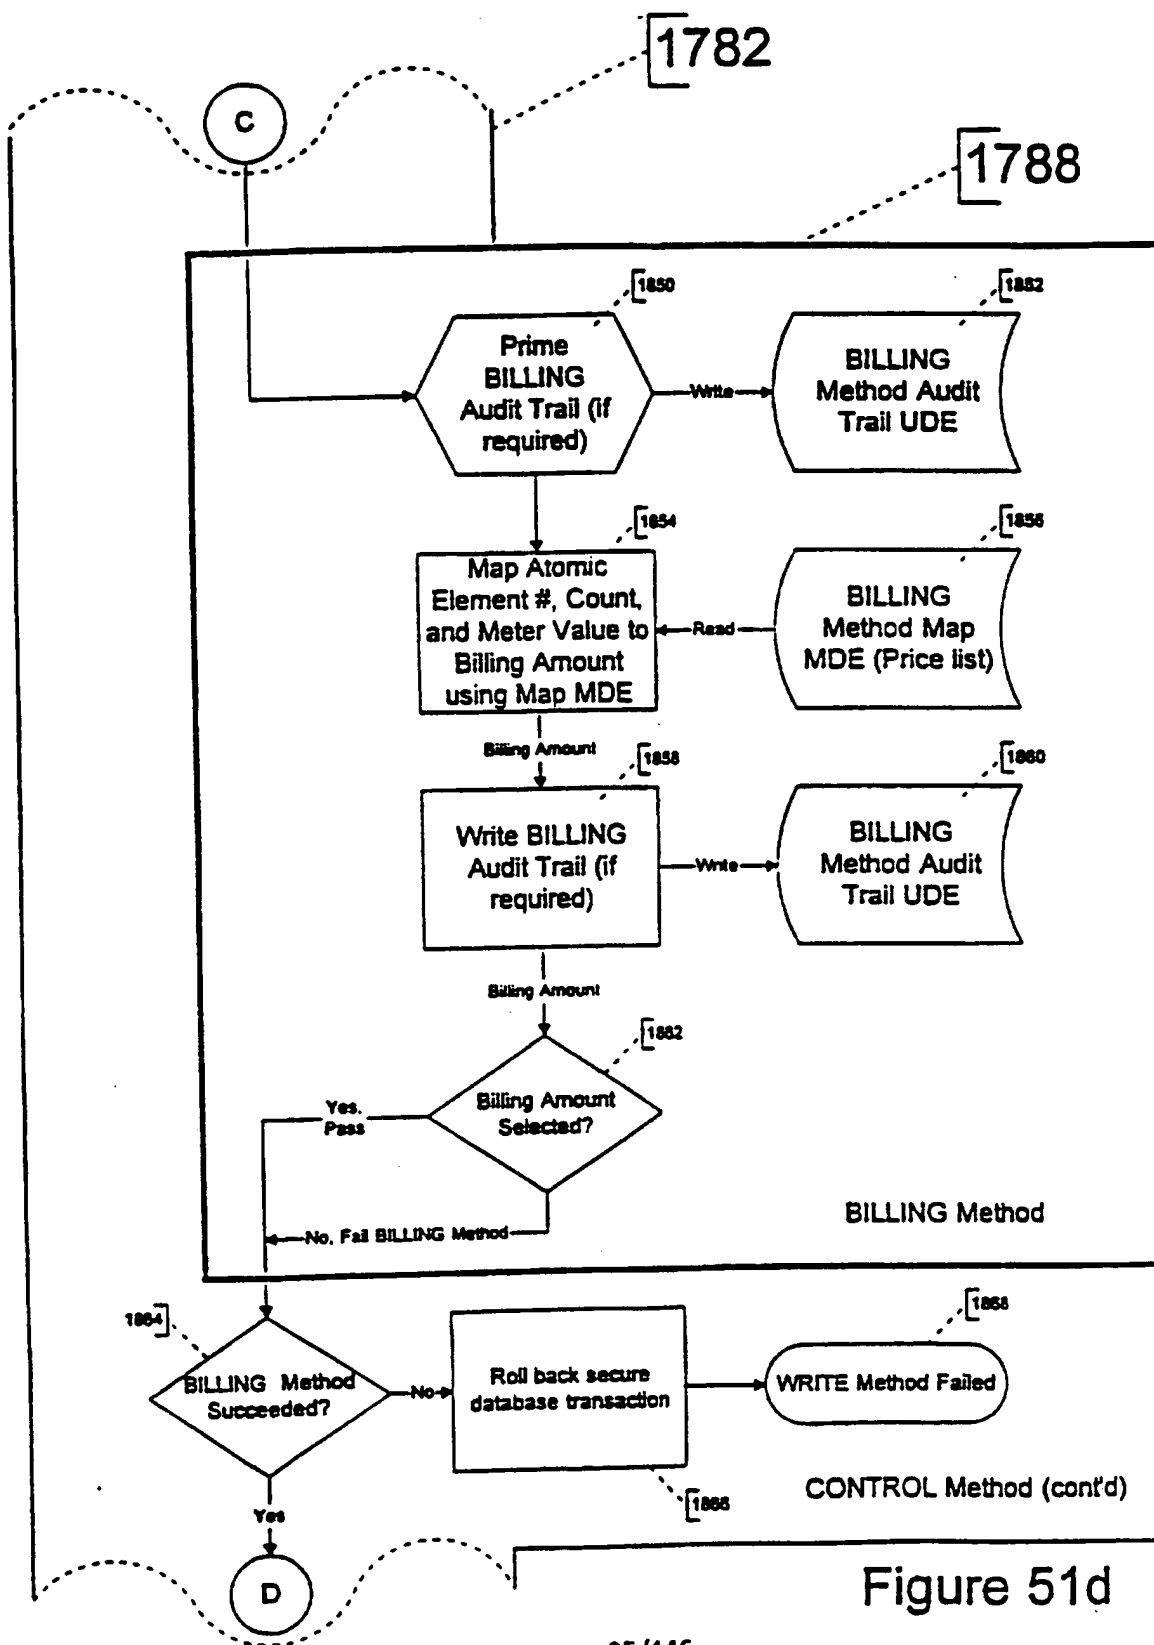 1782
C
1788
1850
1852
Prime
BILLING
Audit Trail (if
required)
Write
BILLING
Method Audit
Trail UDE
1854
1856
Map Atomic
Element #, Count,
and Meter Value to
Billing Amount
using Map MDE
Read
BILLING
Method Map
MDE (Price list)
Billing Amount
1858
1860
Write BILLING
Audit Trail (if
required)
Write
BILLING
Method Audit
Trail UDE
Billing Amount
1862
Billing Amount
Selected?
Yes,
Pass
No, Fail BILLING Method
BILLING Method
1864
1868
BILLING Method
Succeeded?
No
Roll back secure
database transaction
WRITE Method Failed
1866
CONTROL Method (cont'd)
Yes
D
Figure 51d